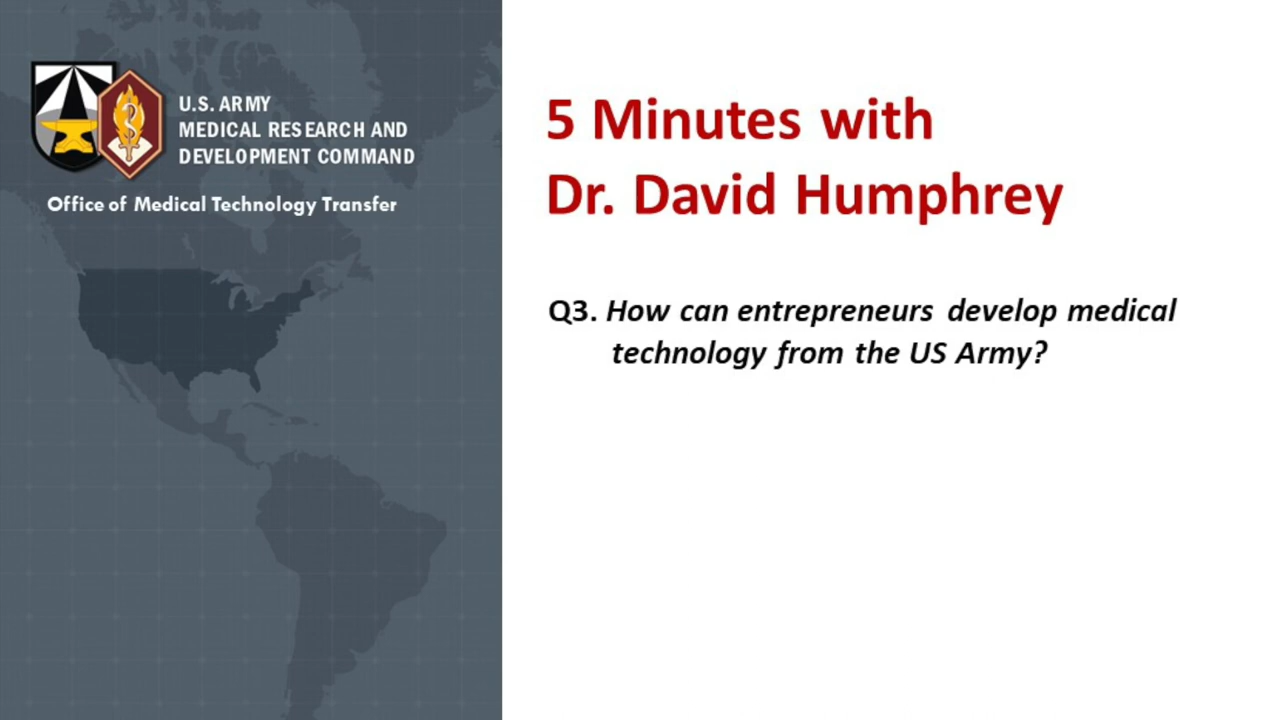 U.S. ARMY
MEDICAL RESEARCH AND
DEVELOPMENT COMMAND
Office of Medical Technology Transfer
5 Minutes with
Dr. David Humphrey
Q3. How can entrepreneurs develop medical
technology from the US Army?